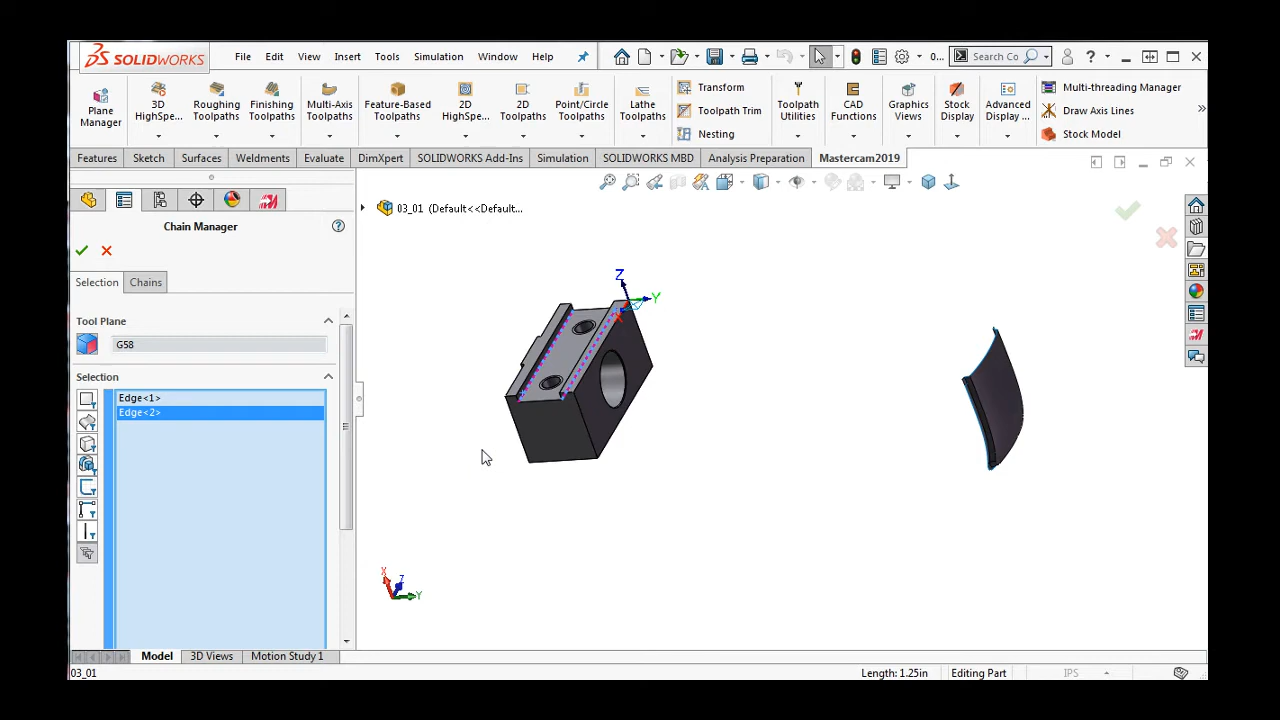 SOLIDWORKS File Edit View Insert Tools Simulation Window Help 0... Search Co ?
Plane Manager
3D HighSpe...
Roughing Toolpaths
Finishing Toolpaths
Multi-Axis Toolpaths
Feature-Based Toolpaths
2D HighSpe...
2D Toolpaths
Point/Circle Toolpaths
Lathe Toolpaths
Transform
Toolpath Trim
Nesting
Toolpath Utilities
CAD Functions
Graphics Views
Stock Display
Advanced Display ...
Multi-threading Manager
Draw Axis Lines
Stock Model
Features Sketch Surfaces Weldments Evaluate DimXpert SOLIDWORKS Add-Ins Simulation SOLIDWORKS MBD Analysis Preparation Mastercam2019
03_01 (Default<<Default...
Chain Manager ?
Selection Chains
Tool Plane
G58
Selection
Edge<1>
Edge<2>
Z
Y
X
X
Z
Y
Model 3D Views Motion Study 1
03_01 Length: 1.25in Editing Part IPS